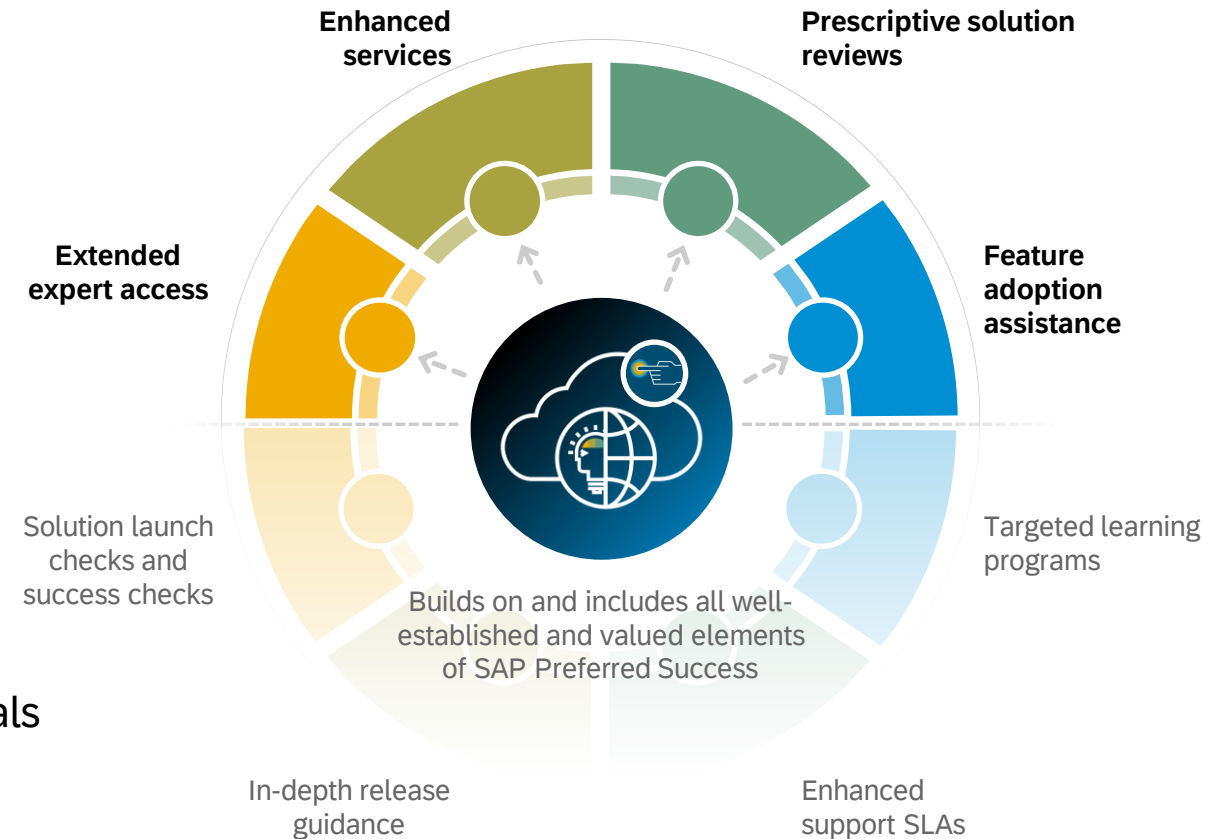 Enhanced
services
Prescriptive solution
reviews
Extended
expert access
Feature
adoption
assistance
Solution launch
checks and
success checks
Targeted learning
programs
Builds on and includes all well-
established and valued elements
of SAP Preferred Success
als
In-depth release
guidance
Enhanced
support SLAs